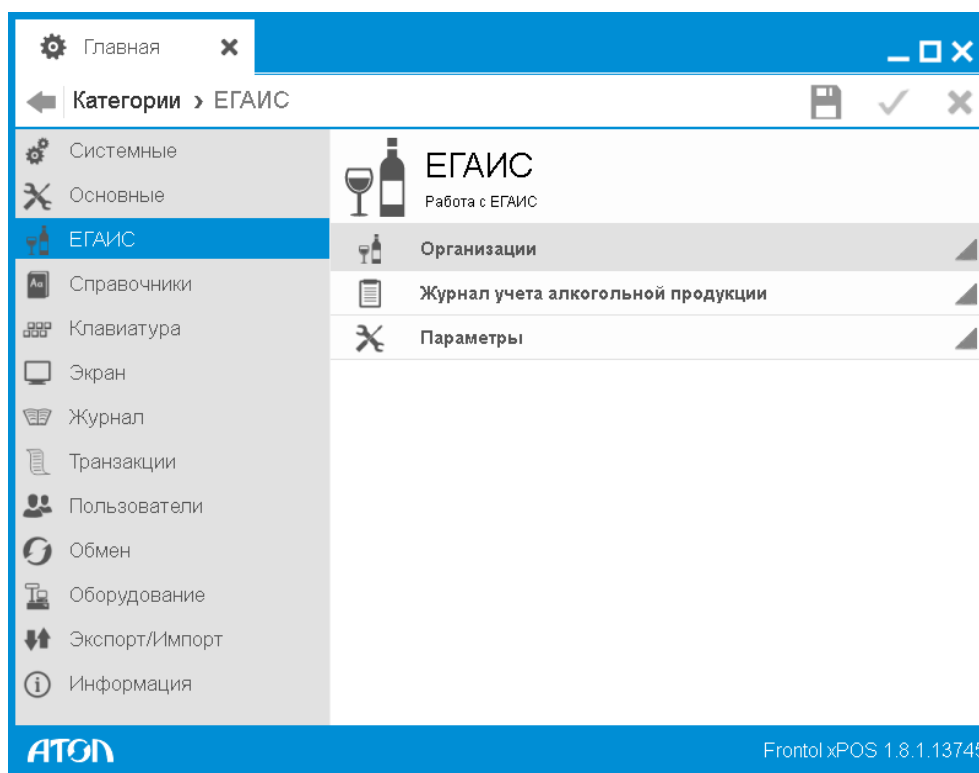 Главная
Категории › ЕГАИС
Системные
Основные
ЕГАИС
Справочники
Клавиатура
Экран
Журнал
Транзакции
Пользователи
Обмен
Оборудование
Экспорт/Импорт
Информация
ЕГАИС
Работа с ЕГАИС
Организации
Журнал учета алкогольной продукции
Параметры
АТОЛ
Frontol xPOS 1.8.1.13745